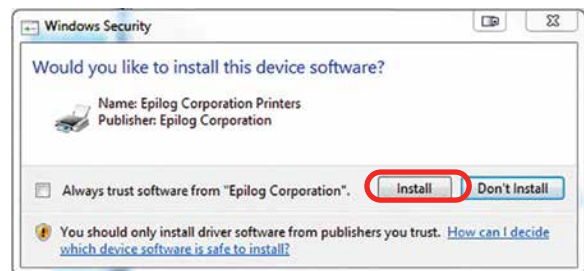 Windows Security
Would you like to install this device software?
Name: Epilog Corporation Printers
Publisher: Epilog Corporation
Always trust software from "Epilog Corporation".
Install
Don't Install
You should only install driver software from publishers you trust. How can I decide
which device software is safe to install?